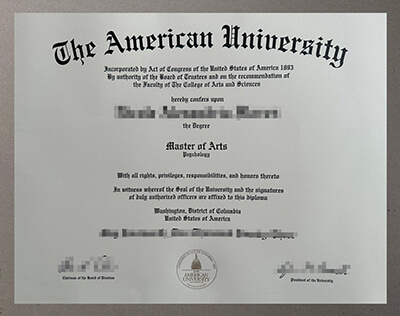 The American University
Incorporated by Act of Congress of the United States of America 1893
By authority of the Board of Trustees and on the recommendation
of the Faculty of The College of Arts and Sciences
hereby confers upon
the Degree
Master of Arts
Psychology
With all rights, privileges, responsibilities, and honors thereto
In witness whereof the Seal of the University and the signatures
of duly authorized officers are affixed to this diploma
Washington, District of Columbia
United States of America
AMERICAN
UNIVERSITY
Chairman of the Board of Trustees
President of the University